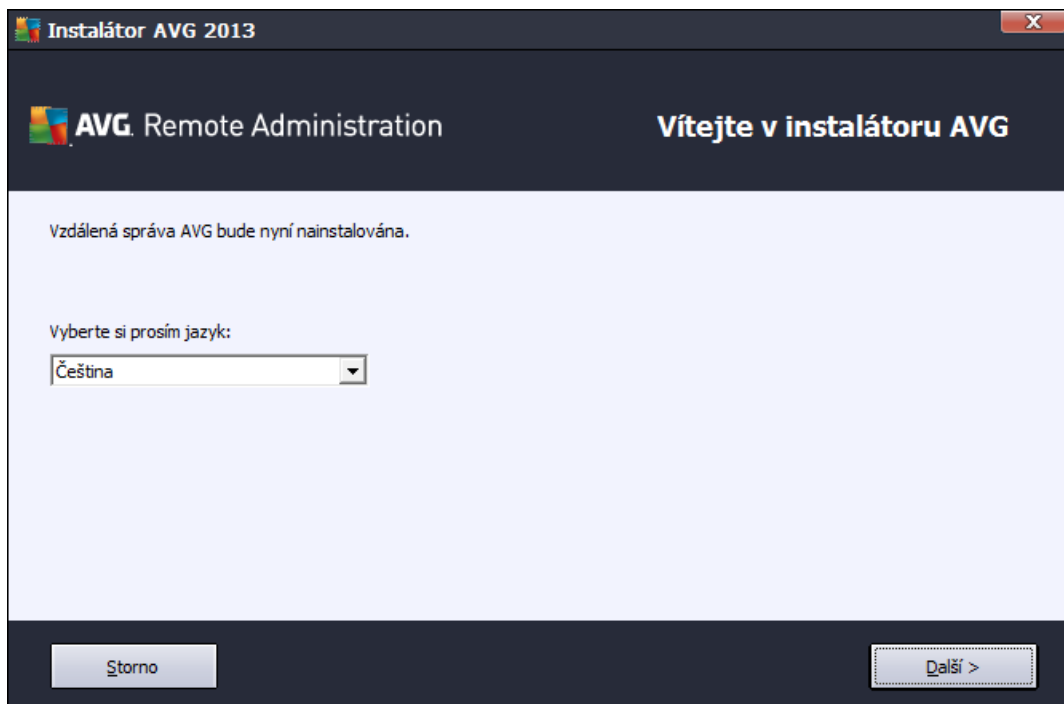 Instalátor AVG 2013
AVG. Remote Administration
Vítejte v instalátoru AVG
Vzdálená správa AVG bude nyní nainstalována.
Vyberte si prosím jazyk:
Čeština
Storno
Další >